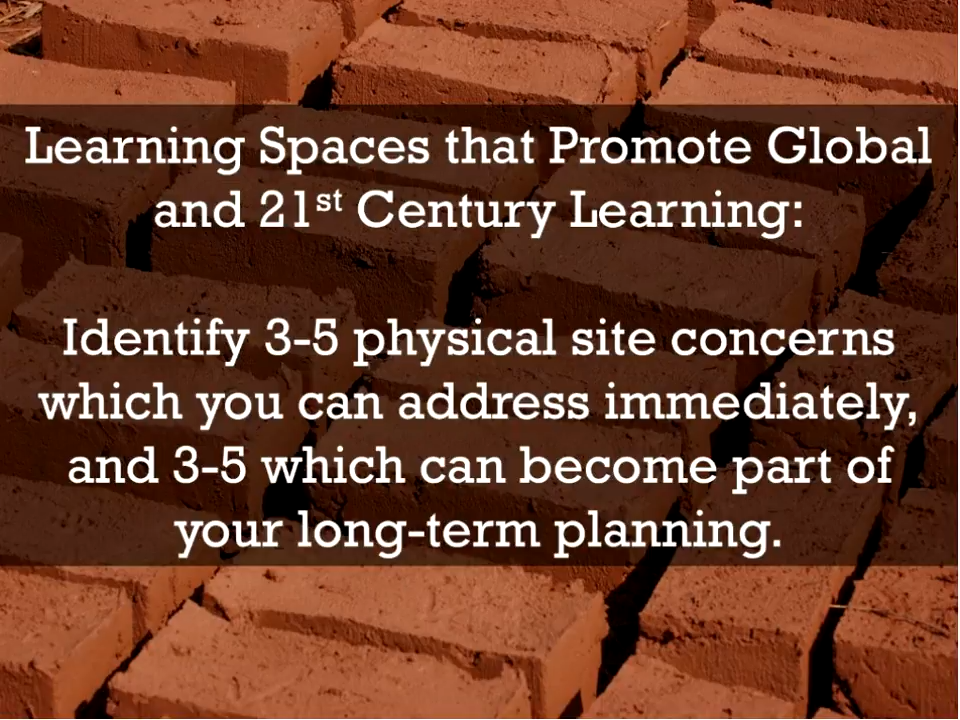 Learning Spaces that Promote Global
and 21st Century Learning:
Identify 3-5 physical site concerns
which you can address immediately,
and 3-5 which can become part of
your long-term planning.